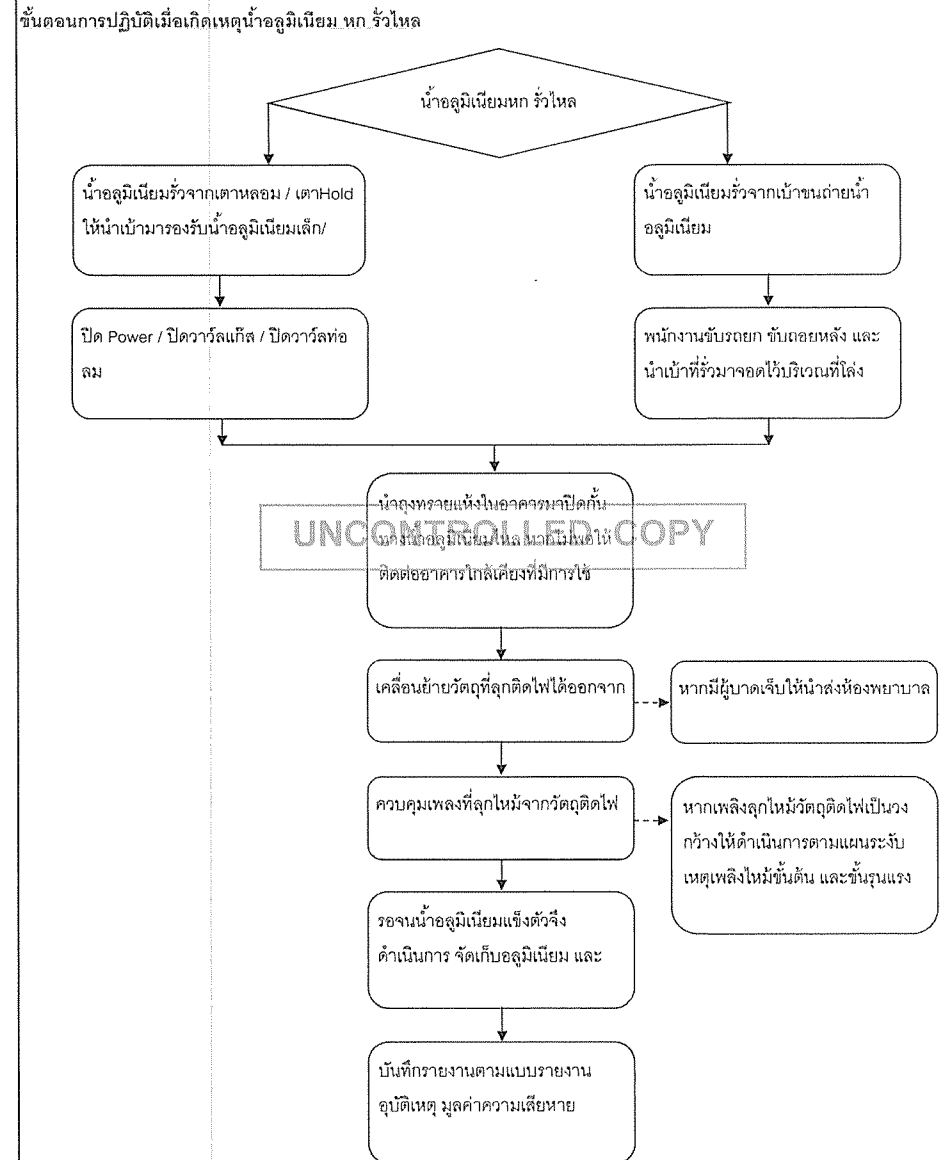 ขั้นตอนการปฏิบัติเมื่อเกิดเหตุน้ำอลูมิเนียม หก รั่วไหล
น้ำอลูมิเนียมหก รั่วไหล
น้ำอลูมิเนียมรั่วจากเตาหลอม / เตาHold
ให้นำเบ้ามารองรับน้ำอลูมิเนียมเล็ก/
น้ำอลูมิเนียมรั่วจากเบ้าขนถ่ายน้ำ
อลูมิเนียม
ปิด Power / ปิดวาว์ลแก๊ส / ปิดวาว์ลท่อ
ลม
พนักงานขับรถยก ขับถอยหลัง และ
นำเบ้าที่รั่วมาจอดไว้บริเวณที่โล่ง
นำถุงทรายแห้งในอาคารมาปิดกั้น
ทางน้ำอลูมิเนียมไหล หากไม่พอให้
ติดต่ออาคารใกล้เคียงที่มีการใช้
UNCONTROLLED COPY
เคลื่อนย้ายวัตถุที่ลุกติดไฟได้ออกจาก
หากมีผู้บาดเจ็บให้นำส่งห้องพยาบาล
ควบคุมเพลงที่ลุกไหม้จากวัตถุติดไฟ
หากเพลิงลุกไหม้วัตถุติดไฟเป็นวง
กว้างให้ดำเนินการตามแผนระงับ
เหตุเพลิงไหม้ขั้นต้น และขั้นรุนแรง
รอจนน้ำอลูมิเนียมแข็งตัวจึง
ดำเนินการ จัดเก็บอลูมิเนียม และ
บันทึกรายงานตามแบบรายงาน
อุบัติเหตุ มูลค่าความเสียหาย